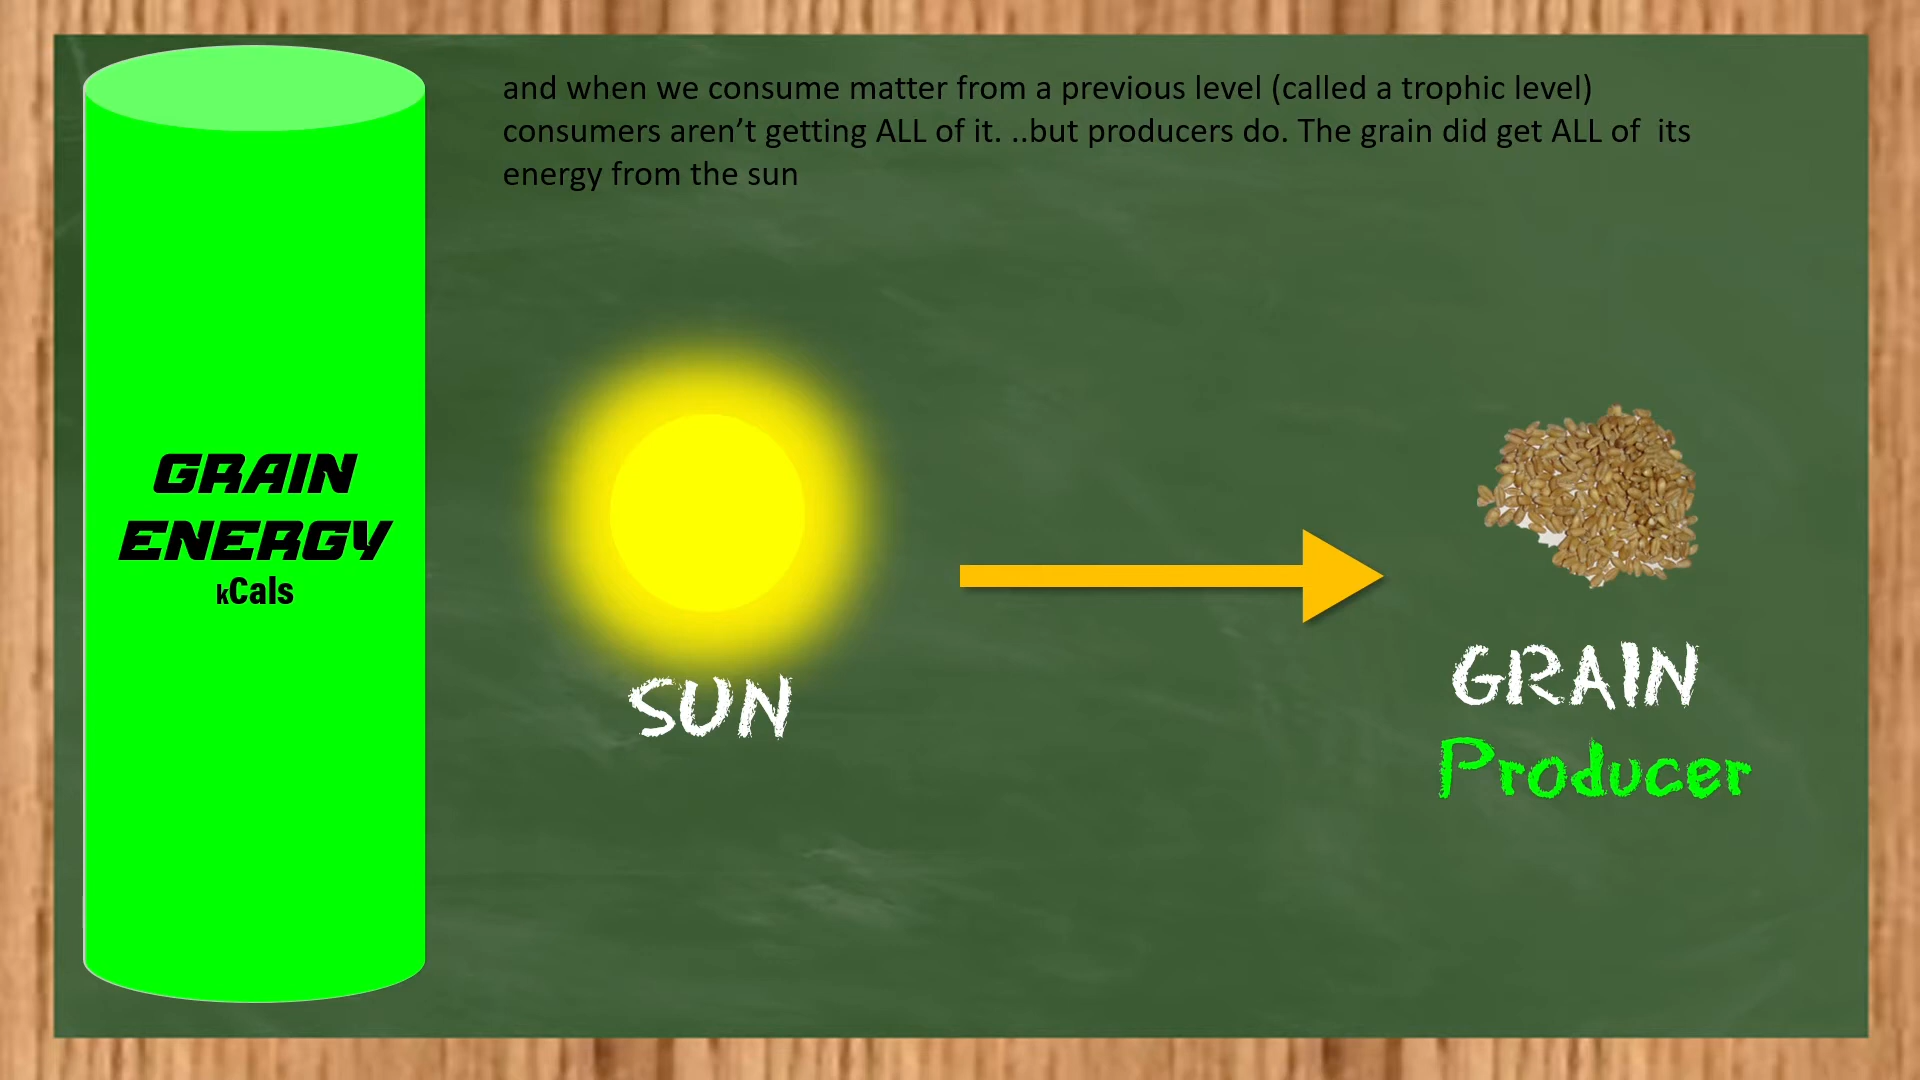 and when we consume matter from a previous level (called a trophic level)
consumers aren’t getting ALL of it. ..but producers do. The grain did get ALL of  its
energy from the sun
GRAIN
ENERGY
kCals
SUN
GRAIN
Producer